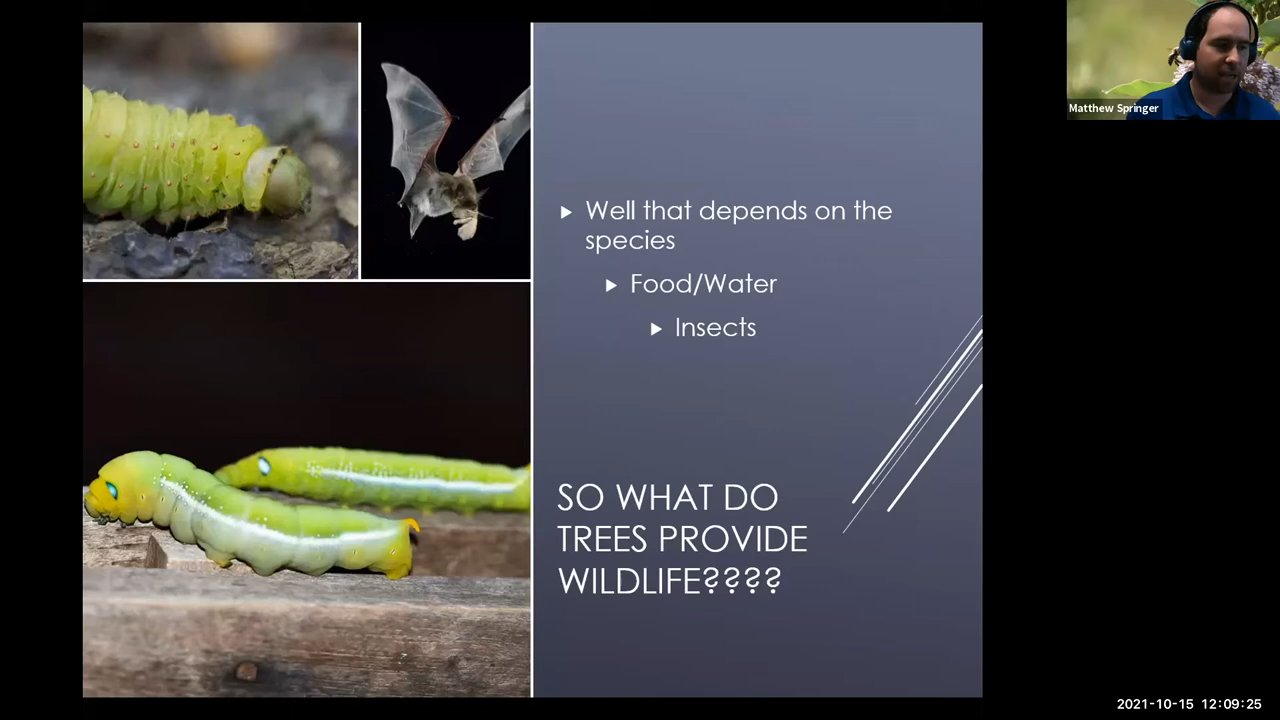 Matthew Springer
Well that depends on the
species
Food/Water
Insects
SO WHAT DO
TREES PROVIDE
WILDLIFE????
2021-10-15 12:09:25